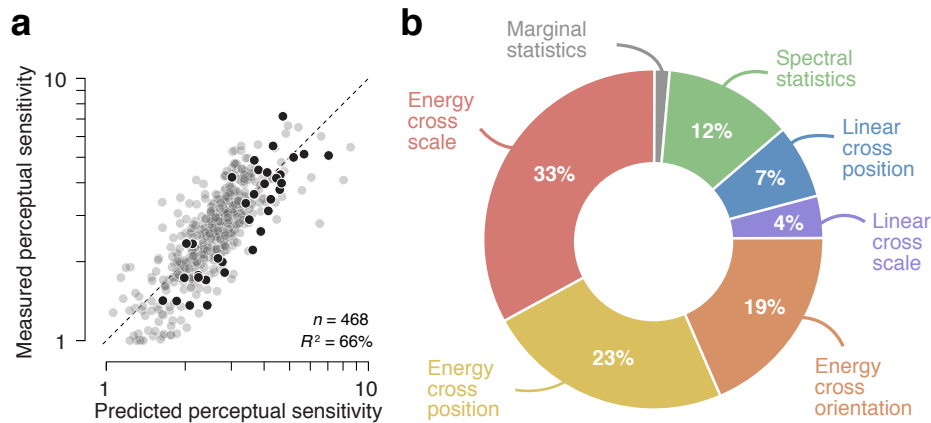 a
Measured perceptual sensitivity
10
1
n = 468
R² = 66%
1
10
Predicted perceptual sensitivity
b
Marginal
statistics
Spectral
statistics
Linear
cross
position
Linear
cross
scale
Energy
cross
orientation
Energy
cross
position
Energy
cross
scale
12%
7%
4%
19%
23%
33%